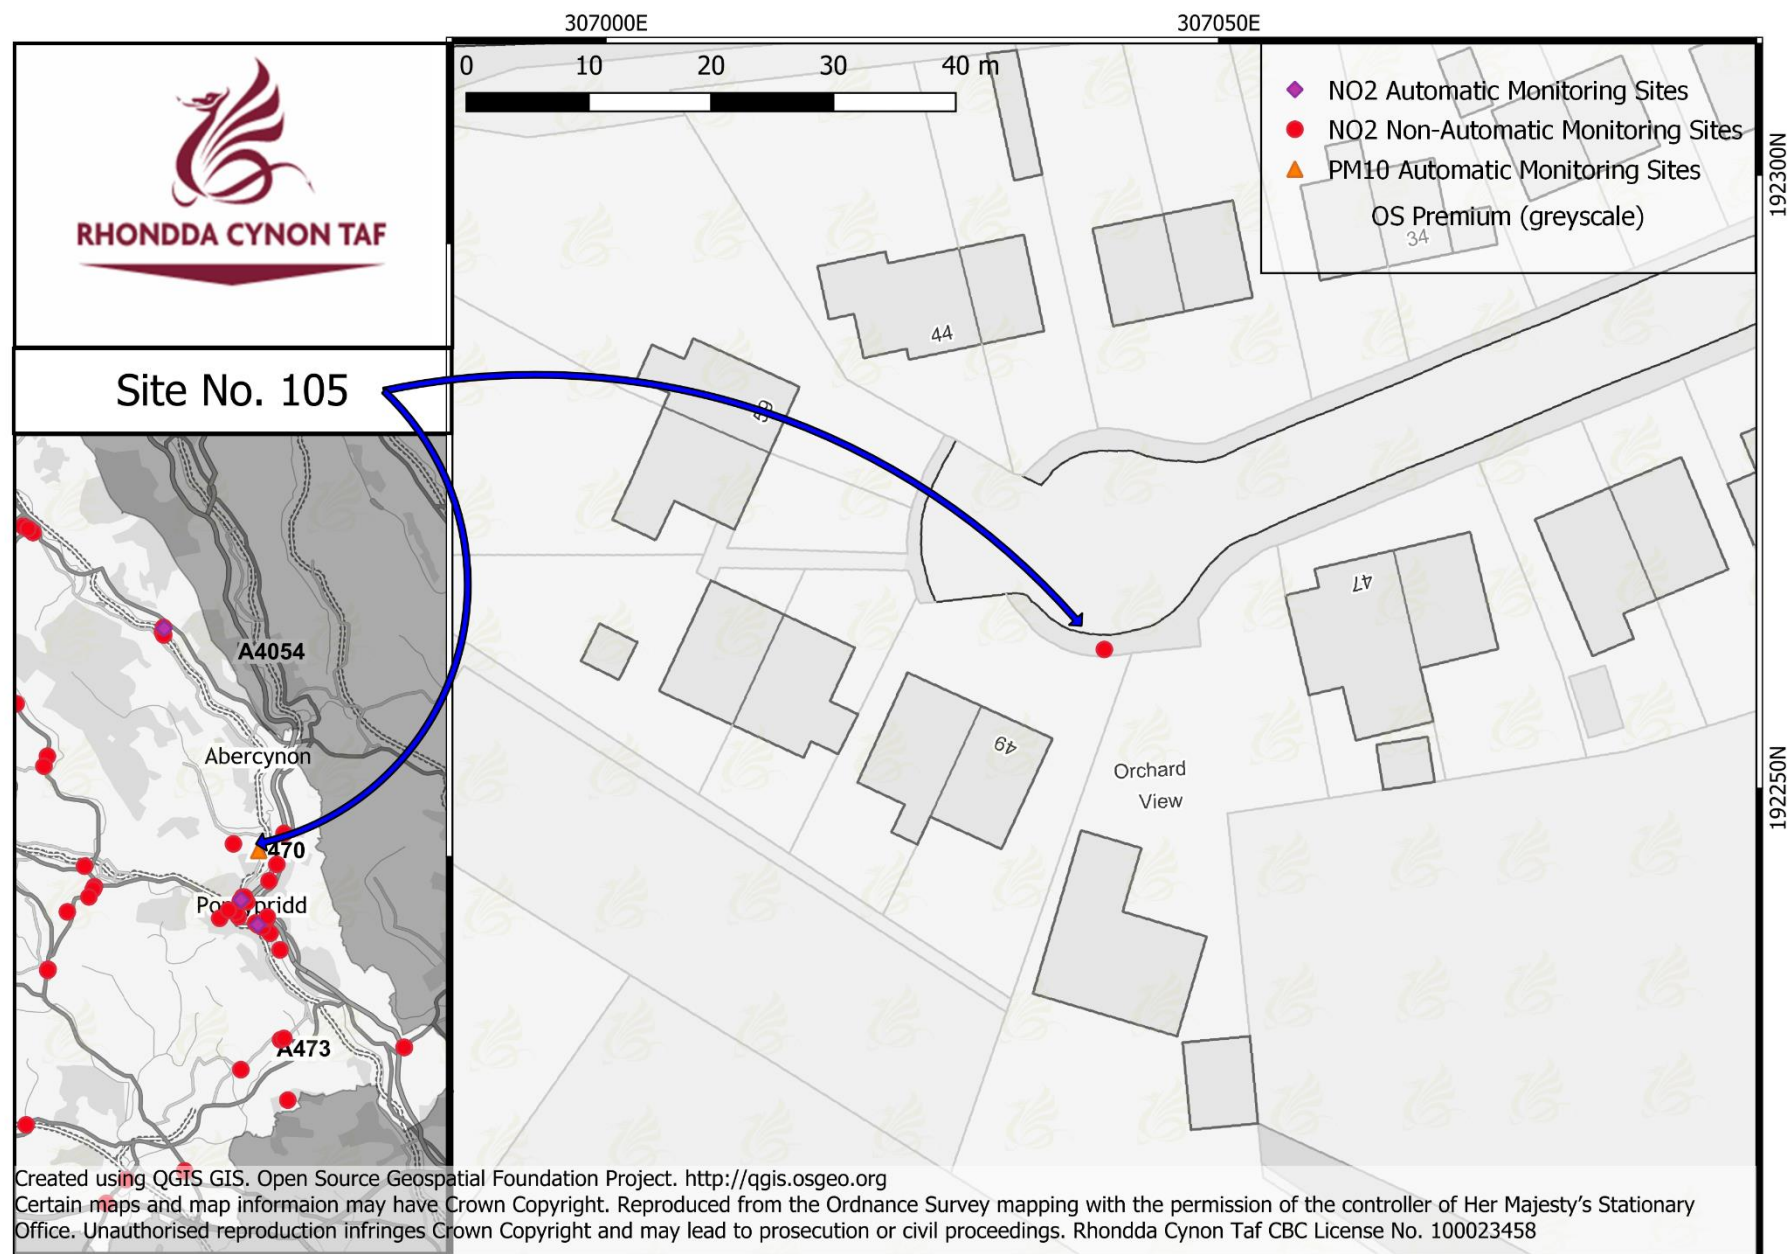 307000E
307050E
0 10 20 30 40 m
NO2 Automatic Monitoring Sites
NO2 Non-Automatic Monitoring Sites
PM10 Automatic Monitoring Sites
OS Premium (greyscale)
192300N
34
RHONDDA CYNON TAF
44
Site No. 105
59
47
A4054
49
Abercynon
Orchard
View
192250N
A470
Pontypridd
A473
Created using QGIS GIS. Open Source Geospatial Foundation Project. http://qgis.osgeo.org
Certain maps and map informaion may have Crown Copyright. Reproduced from the Ordnance Survey mapping with the permission of the controller of Her Majesty's Stationary
Office. Unauthorised reproduction infringes Crown Copyright and may lead to prosecution or civil proceedings. Rhondda Cynon Taf CBC License No. 100023458